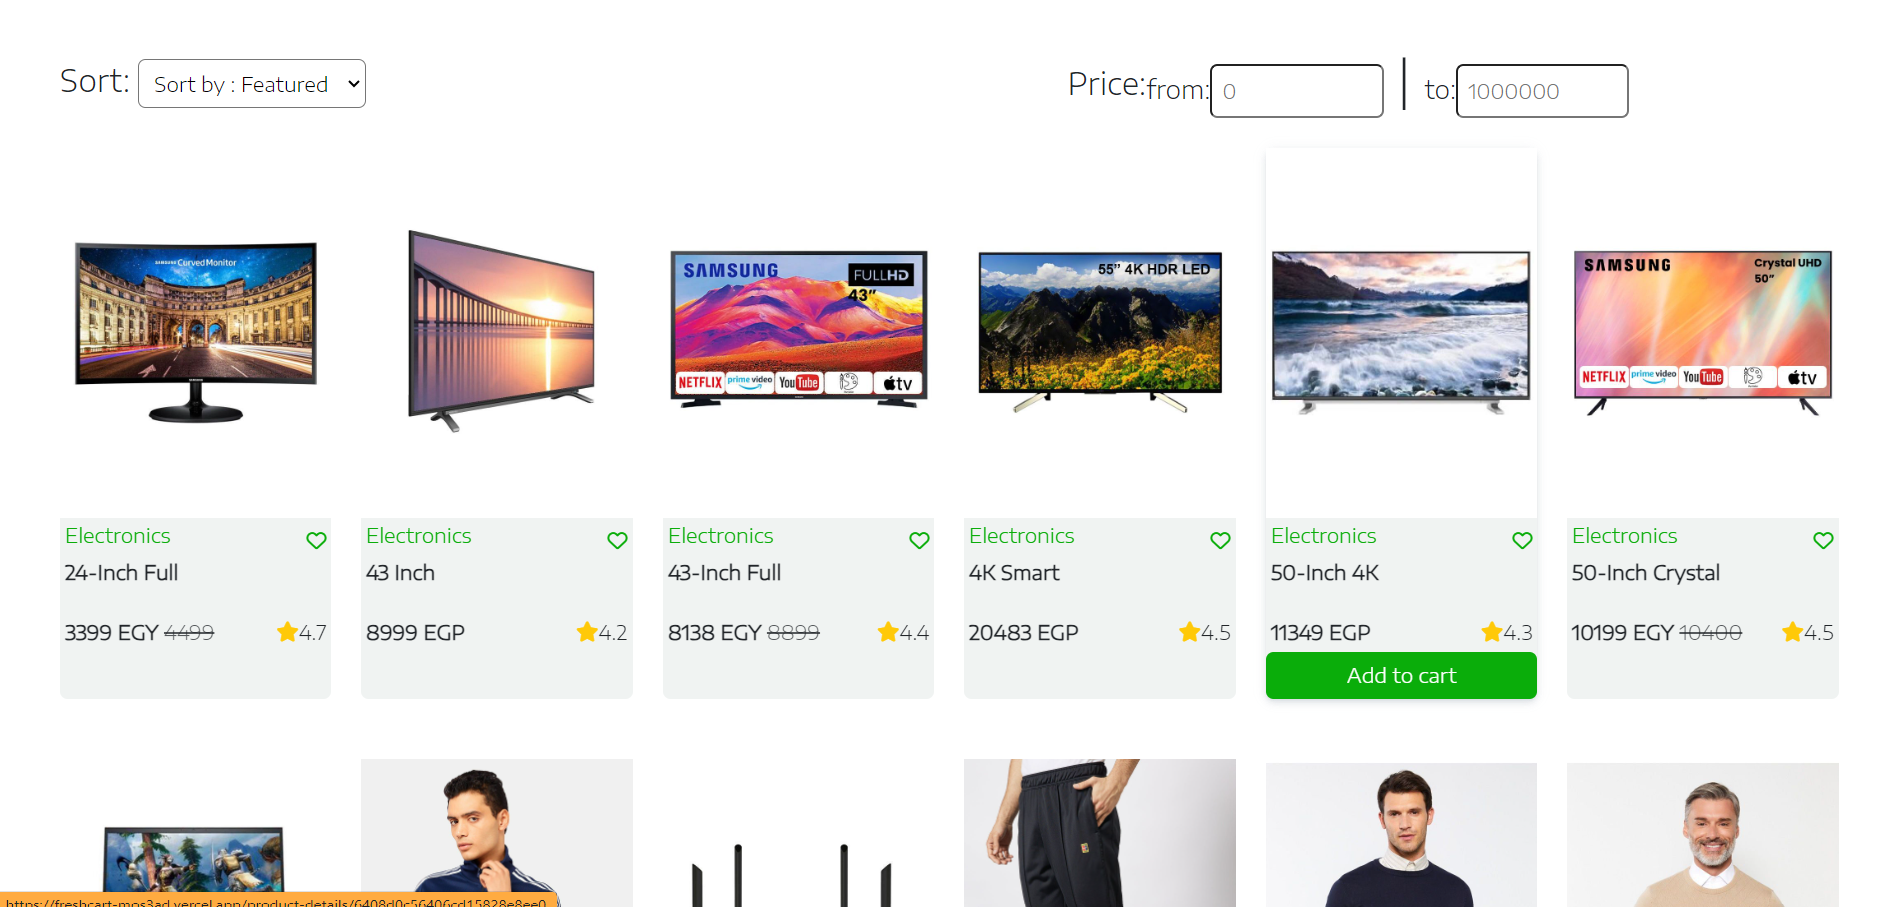 Sort: Sort by : Featured
Price: from: 0 to: 1000000
SAMSUNG Curved Monitor
SAMSUNG FULLHD
43”
NETFLIX prime video YouTube tv
55” 4K HDR LED
SAMSUNG Crystal UHD
50”
NETFLIX prime video YouTube tv
Electronics
24-Inch Full
3399 EGY 4499 4.7
Electronics
43 Inch
8999 EGP 4.2
Electronics
43-Inch Full
8138 EGY 8899 4.4
Electronics
4K Smart
20483 EGP 4.5
Electronics
50-Inch 4K
11349 EGP 4.3
Add to cart
Electronics
50-Inch Crystal
10199 EGY 10400 4.5
https://freshcart-mos3ad.vercel.app/product-details/6408d0c56406cd15828e8ee0